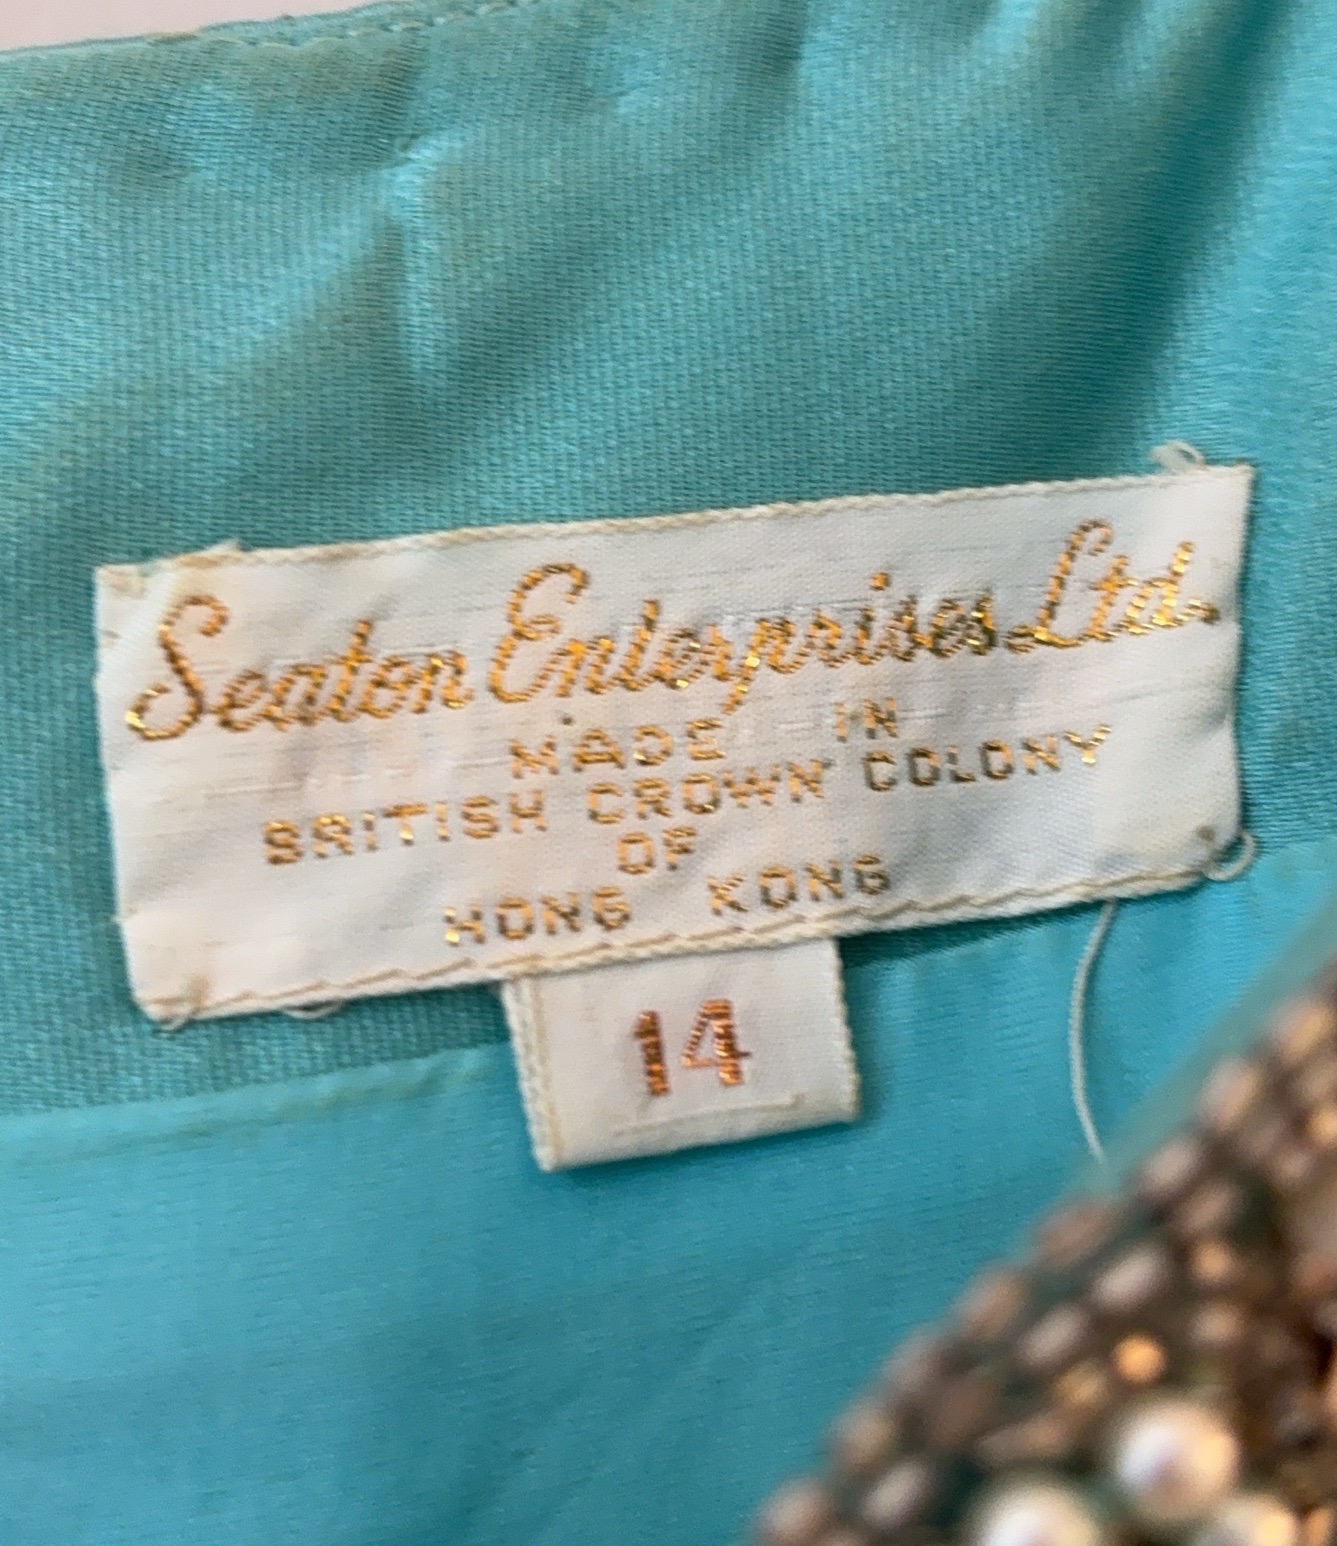 Seaton Enterprises Ltd.
MADE IN
BRITISH CROWN COLONY
OF
HONG KONG
14